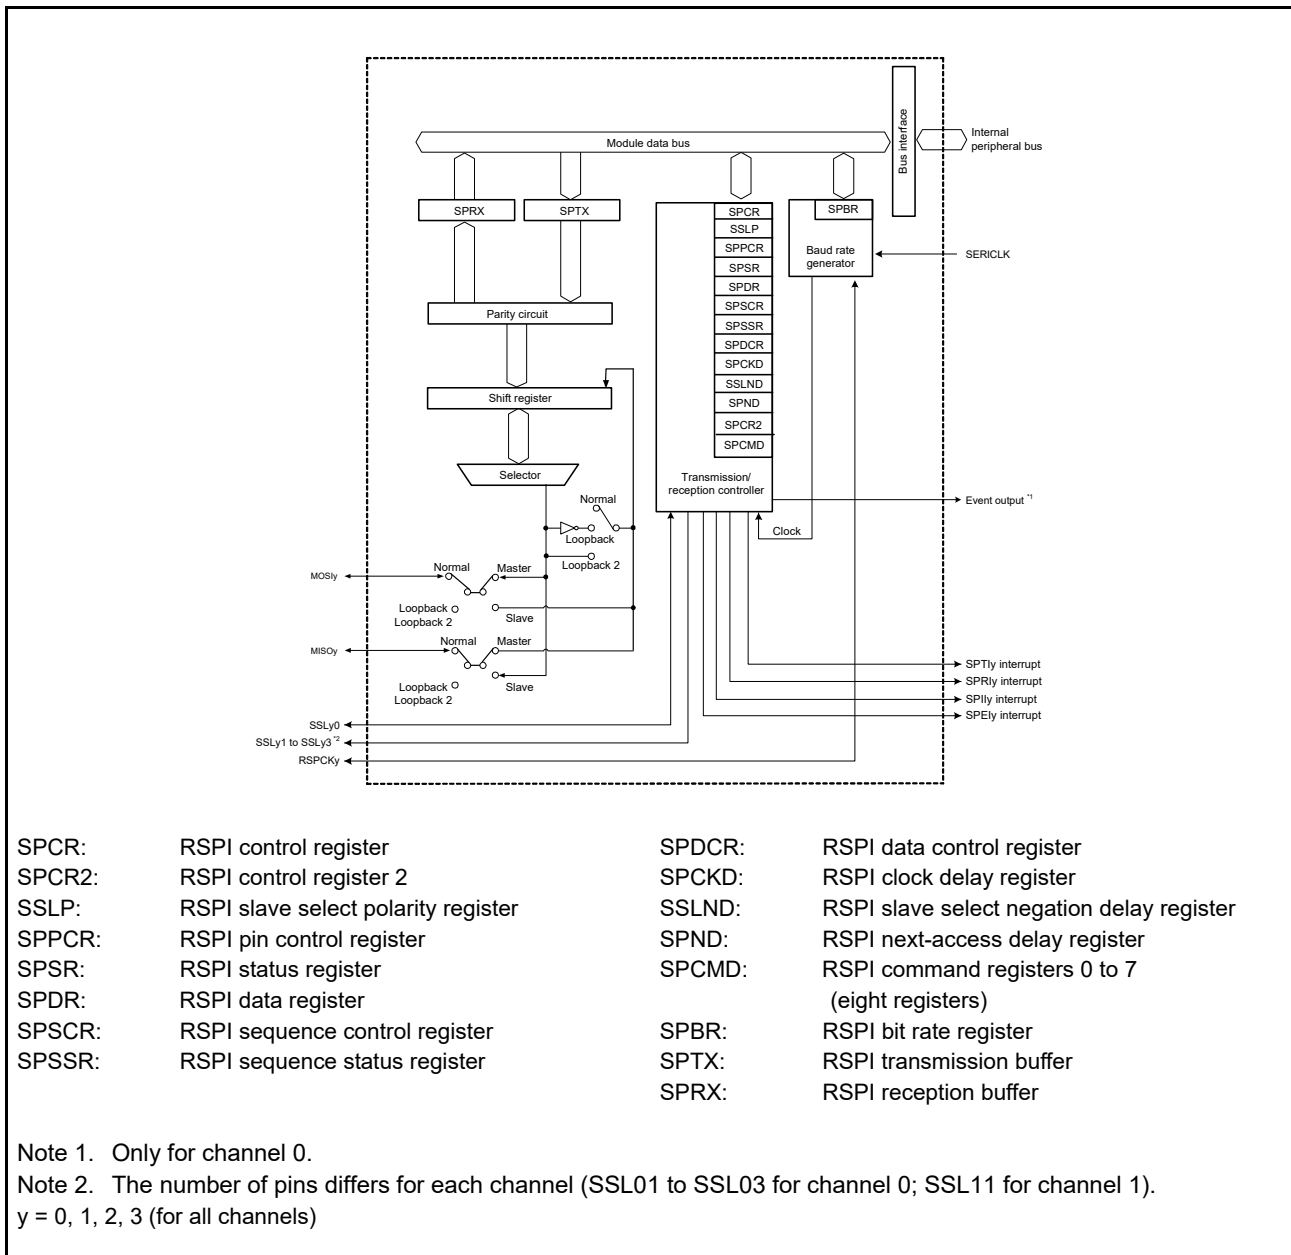 Module data bus
Bus interface
Internal
peripheral bus
SPRX
SPTX
SPCR
SSLP
SPPCR
SPSR
SPDR
SPSCR
SPSSR
SPDCR
SPCKD
SSLND
SPND
SPCR2
SPCMD
SPBR
Baud rate
generator
SERICLK
Parity circuit
Shift register
Selector
Transmission/
reception controller
Event output *1
Clock
Normal
Loopback
Loopback 2
MOSIy
Normal
Master
Loopback
Loopback 2
Slave
MISOy
Normal
Master
Loopback
Loopback 2
Slave
SPTIy interrupt
SPRIy interrupt
SPIIy interrupt
SPEIy interrupt
SSLy0
SSLy1 to SSLy3 *2
RSPCKy
SPCR: RSPI control register
SPCR2: RSPI control register 2
SSLP: RSPI slave select polarity register
SPPCR: RSPI pin control register
SPSR: RSPI status register
SPDR: RSPI data register
SPSCR: RSPI sequence control register
SPSSR: RSPI sequence status register
SPDCR: RSPI data control register
SPCKD: RSPI clock delay register
SSLND: RSPI slave select negation delay register
SPND: RSPI next-access delay register
SPCMD: RSPI command registers 0 to 7
(eight registers)
SPBR: RSPI bit rate register
SPTX: RSPI transmission buffer
SPRX: RSPI reception buffer
Note 1. Only for channel 0.
Note 2. The number of pins differs for each channel (SSL01 to SSL03 for channel 0; SSL11 for channel 1).
y = 0, 1, 2, 3 (for all channels)